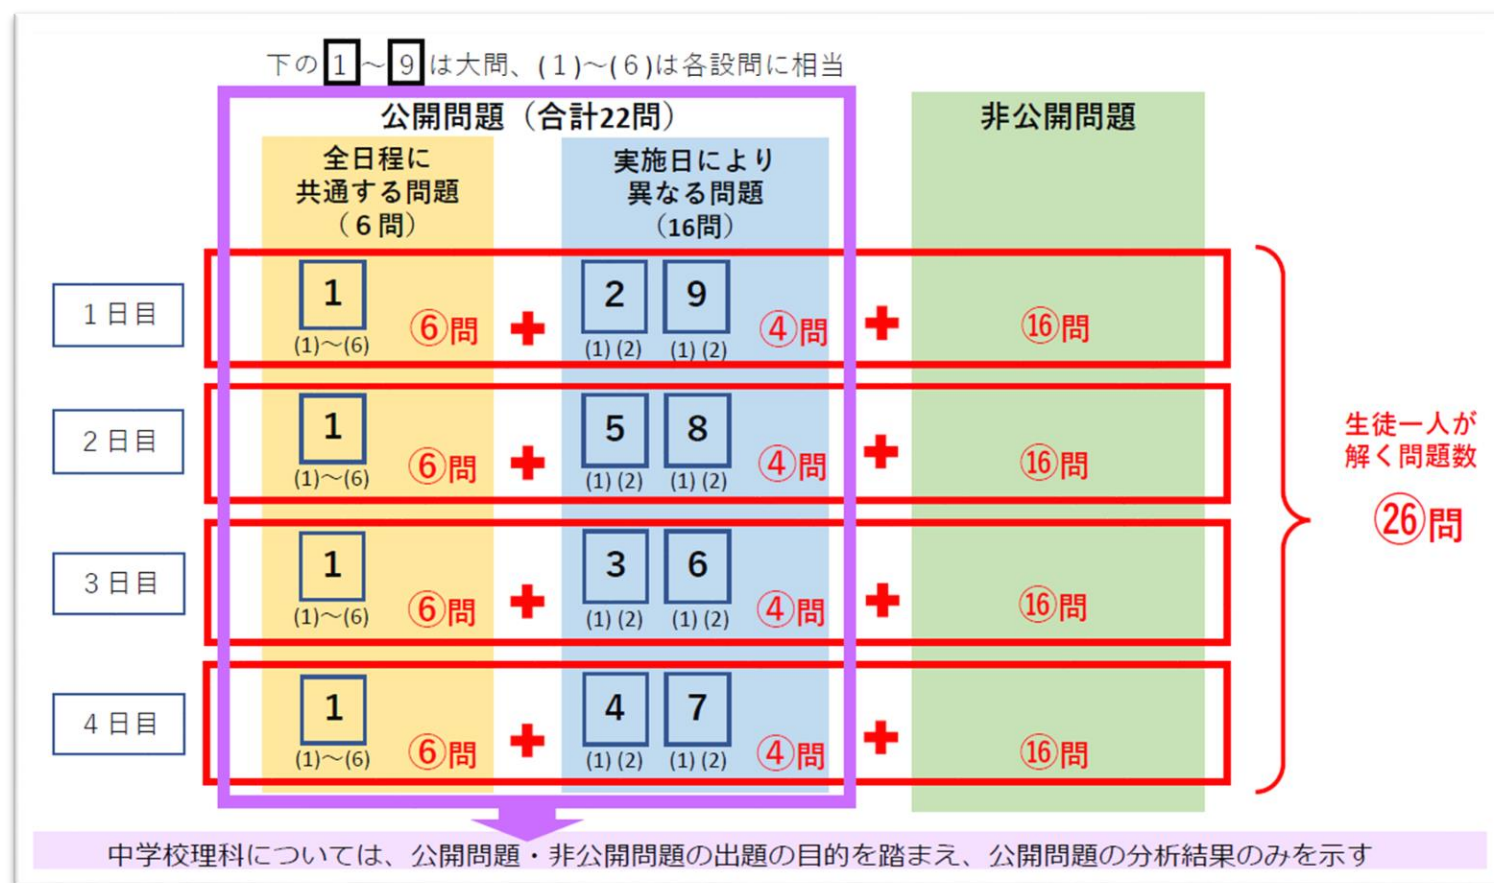 下の1～9は大問、(1)～(6)は各設問に相当
公開問題（合計22問）
非公開問題
全日程に
共通する問題
（6問）
実施日により
異なる問題
（16問）
1日目
1
(1)～(6)
⑥問
+
2 9
(1)(2) (1)(2)
④問
+
⑯問
2日目
1
(1)～(6)
⑥問
+
5 8
(1)(2) (1)(2)
④問
+
⑯問
3日目
1
(1)～(6)
⑥問
+
3 6
(1)(2) (1)(2)
④問
+
⑯問
4日目
1
(1)～(6)
⑥問
+
4 7
(1)(2) (1)(2)
④問
+
⑯問
生徒一人が
解く問題数
㉖問
中学校理科については、公開問題・非公開問題の出題の目的を踏まえ、公開問題の分析結果のみを示す